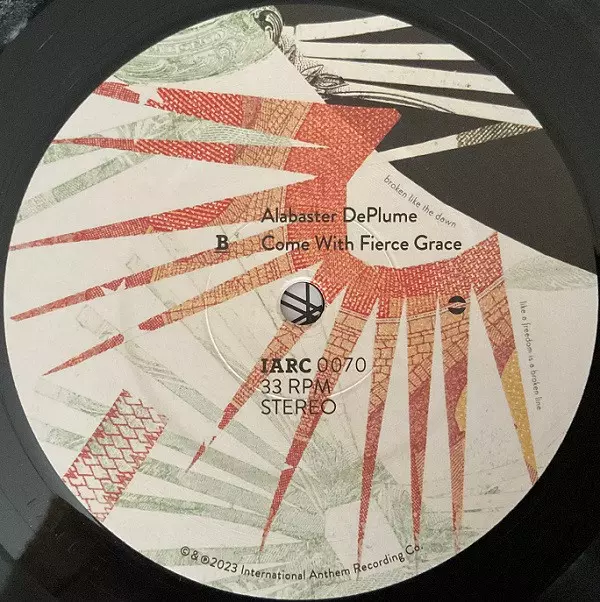 broken like the dawn
Alabaster DePlume
B Come With Fierce Grace
like a freedom is a broken line
IARC 0070
33 RPM
STEREO
©&℗2023 International Anthem Recording Co.